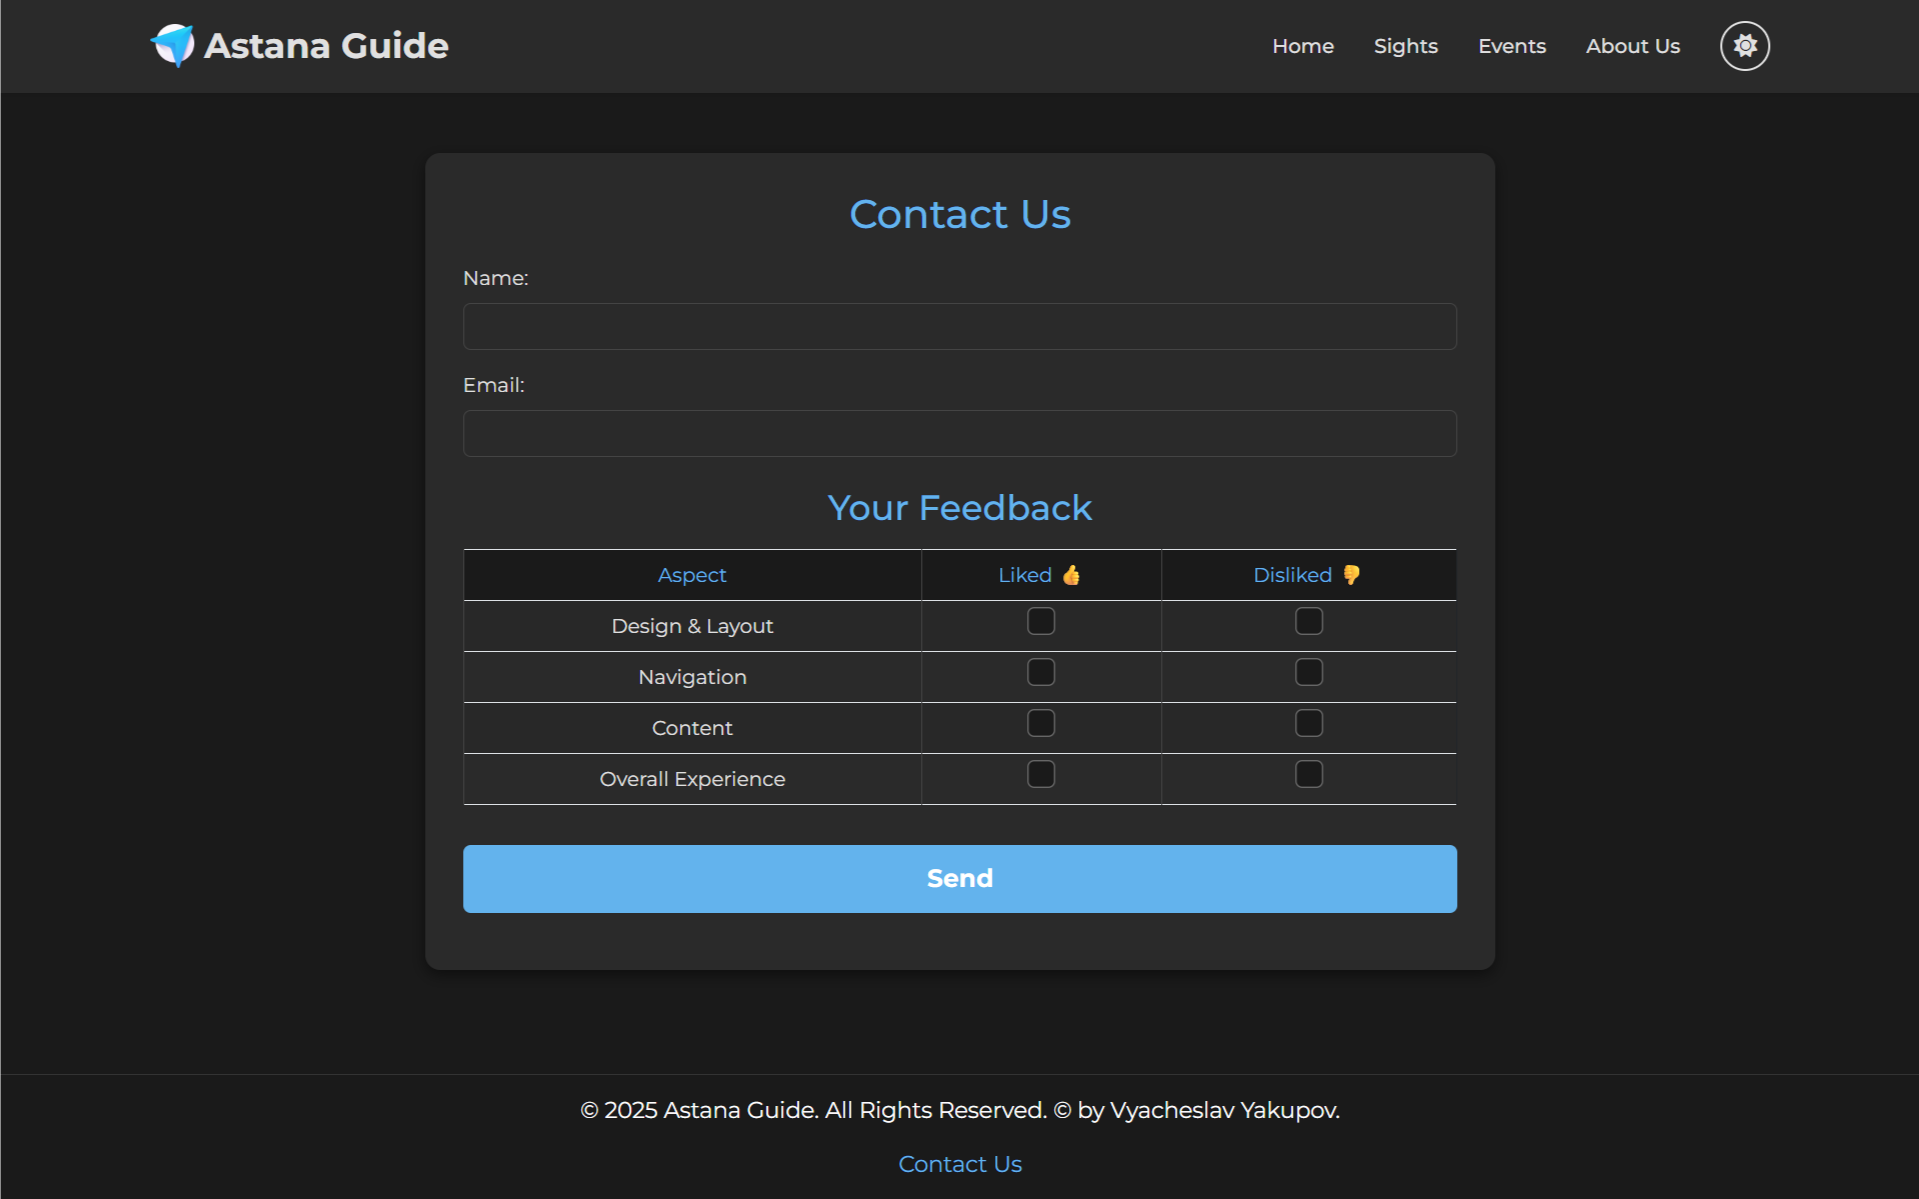 Astana Guide
Home Sights Events About Us
Contact Us
Name:
Email:
Your Feedback
Aspect Liked 👍 Disliked 👎
Design & Layout
Navigation
Content
Overall Experience
Send
© 2025 Astana Guide. All Rights Reserved. © by Vyacheslav Yakupov.
Contact Us